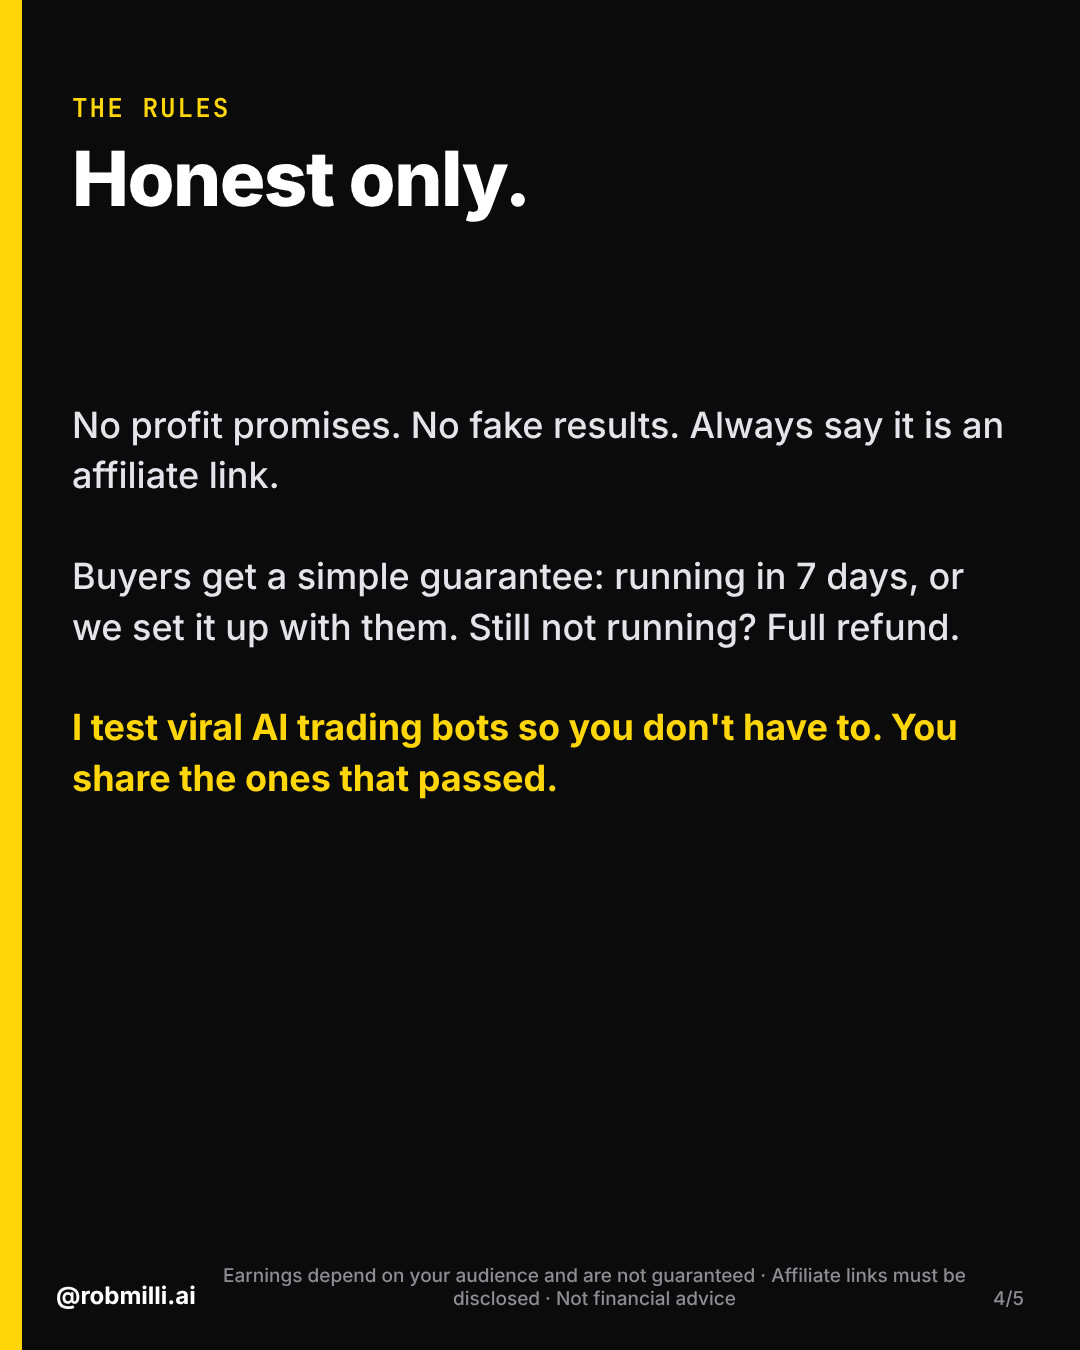 THE RULES
Honest only.
No profit promises. No fake results. Always say it is an
affiliate link.
Buyers get a simple guarantee: running in 7 days, or
we set it up with them. Still not running? Full refund.
I test viral AI trading bots so you don't have to. You
share the ones that passed.
@robmilli.ai
Earnings depend on your audience and are not guaranteed · Affiliate links must be
disclosed · Not financial advice
4/5